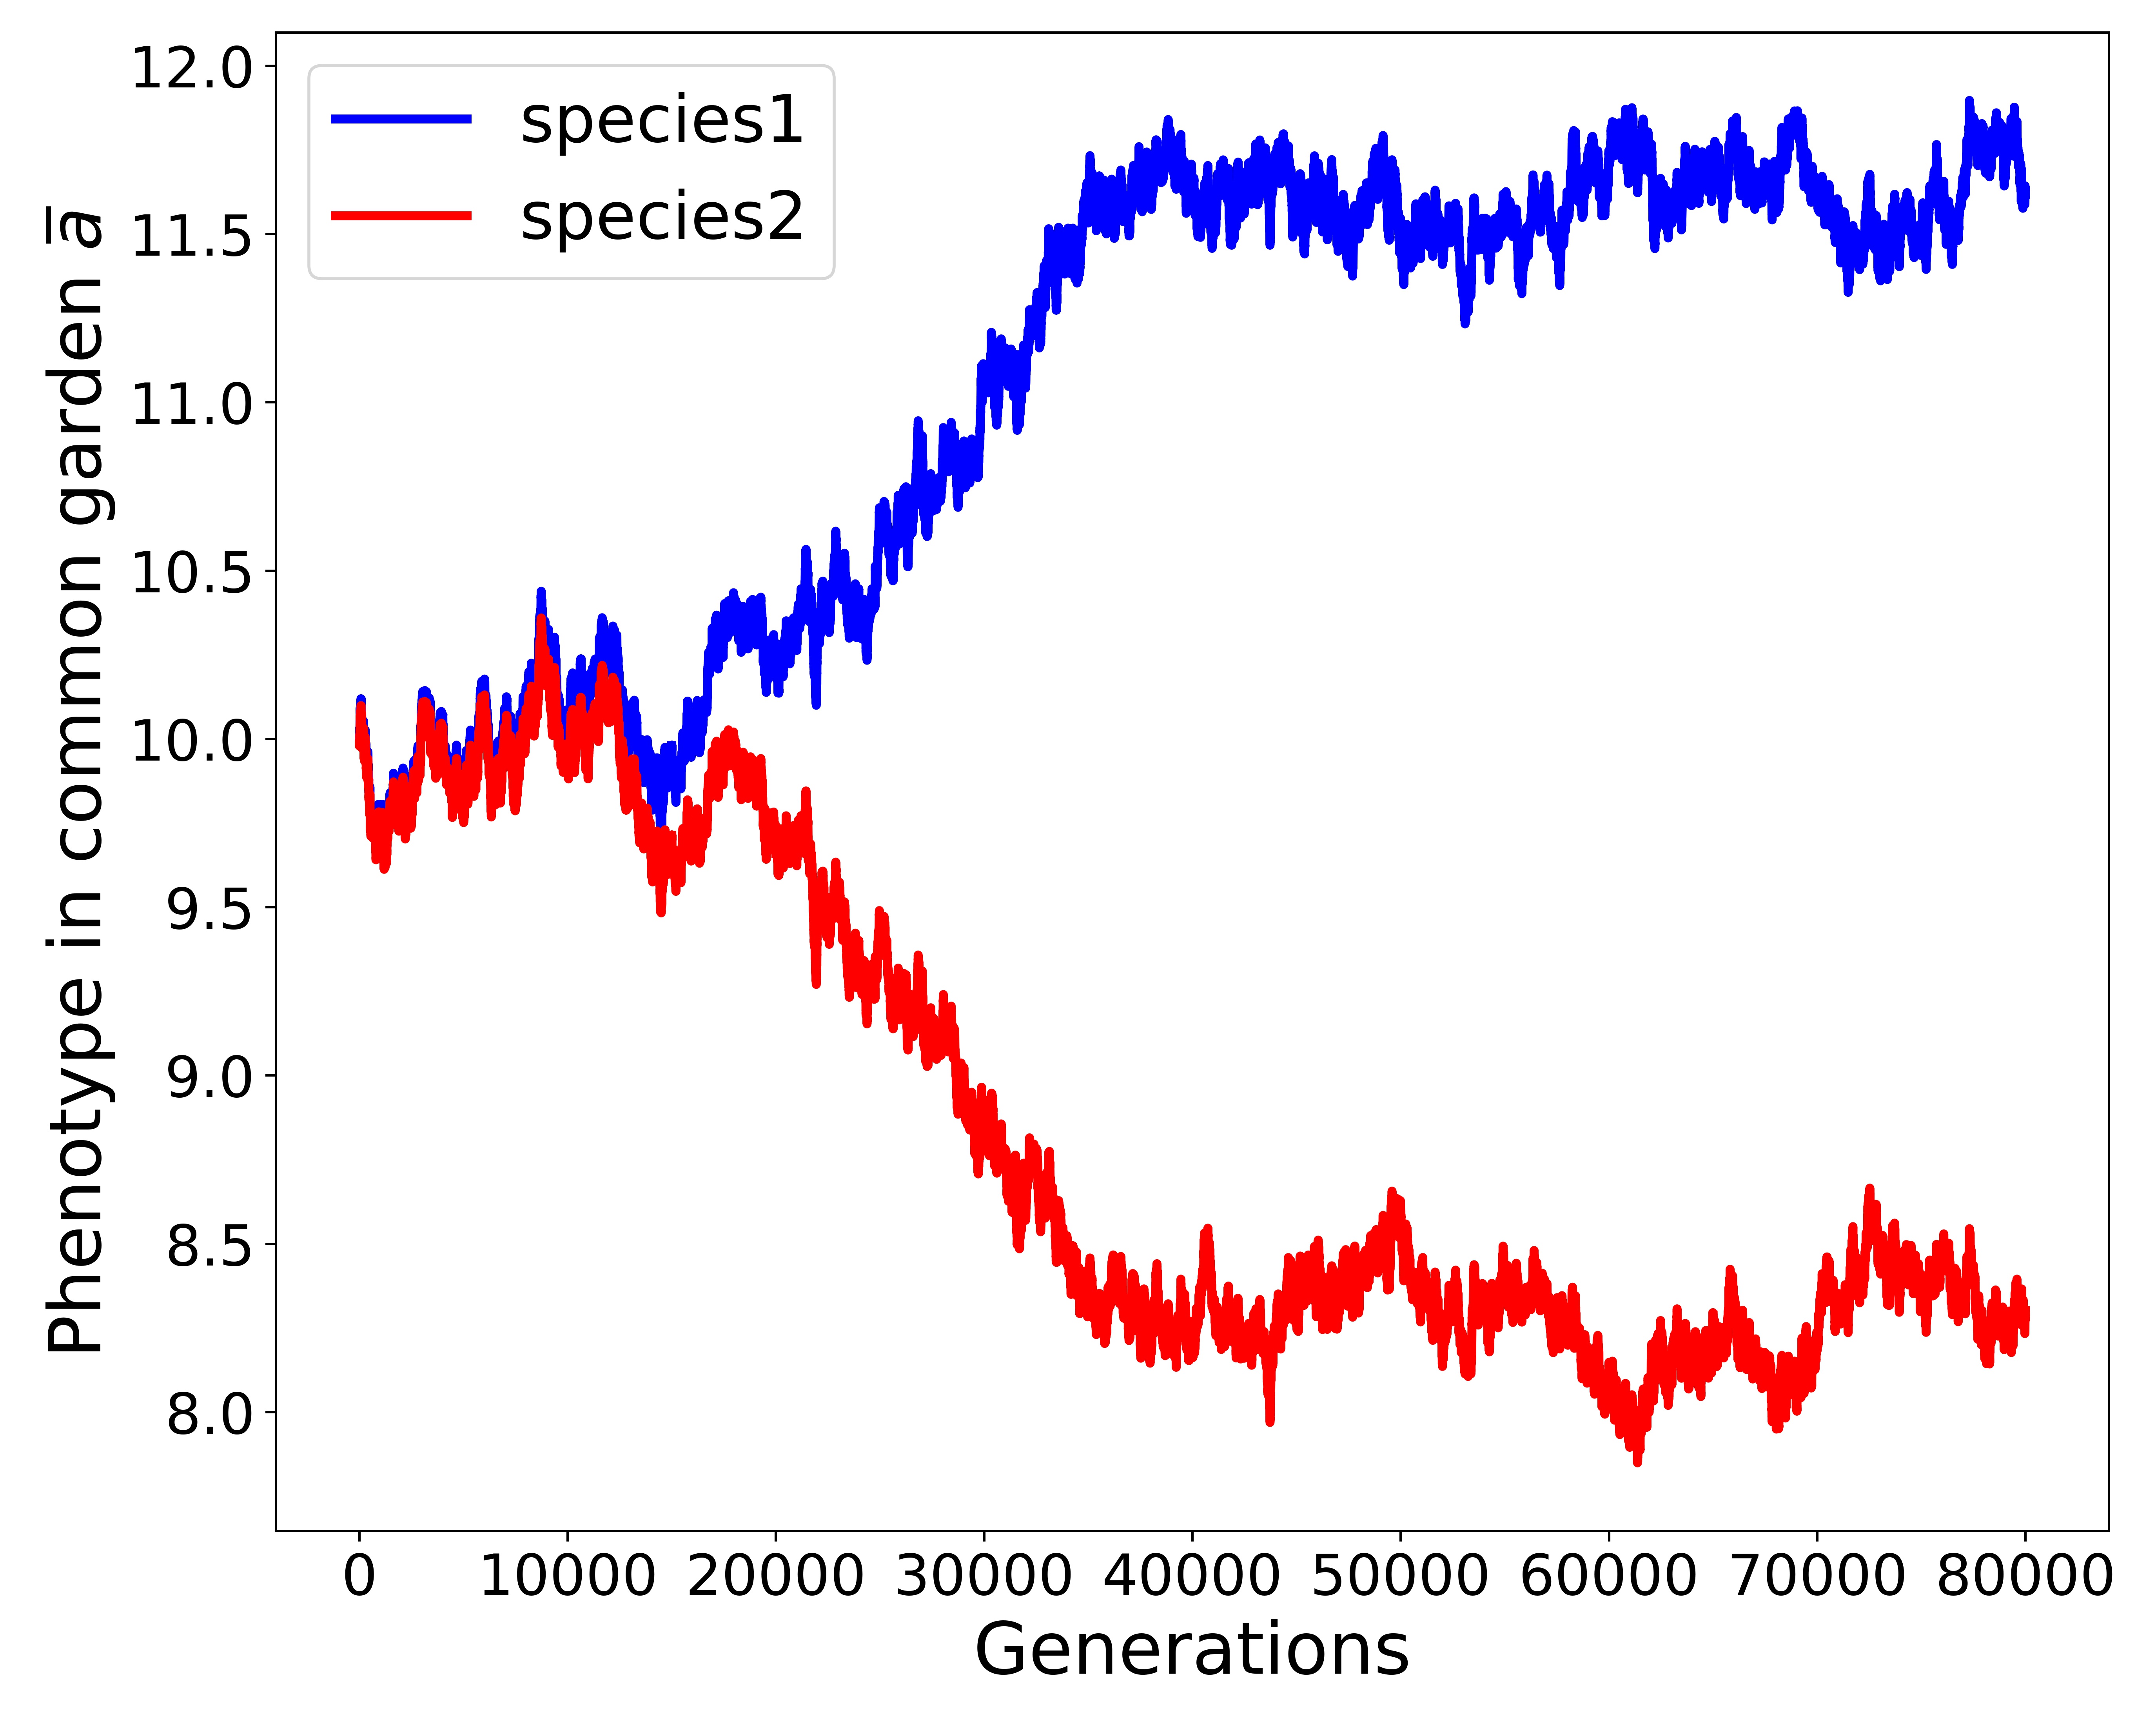 species1
species2
Phenotype in common garden a̅
12.0
11.5
11.0
10.5
10.0
9.5
9.0
8.5
8.0
0 10000 20000 30000 40000 50000 60000 70000 80000
Generations